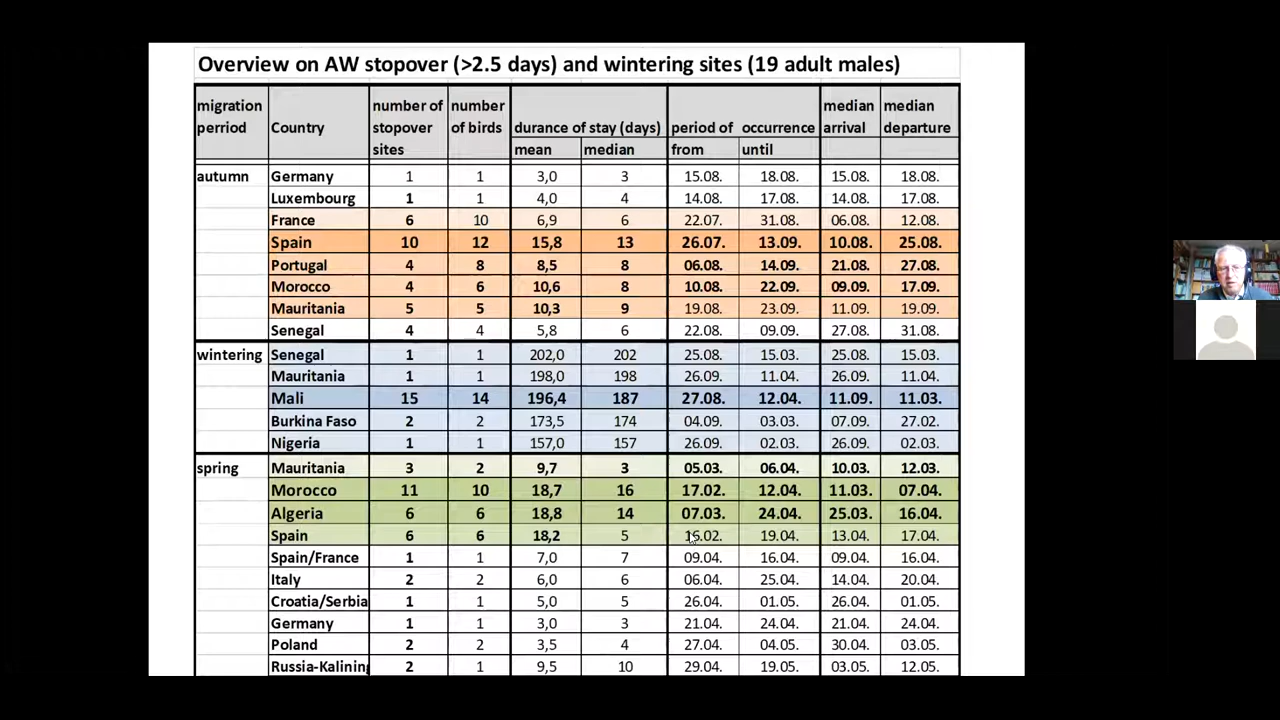 Overview on AW stopover (>2.5 days) and wintering sites (19 adult males)
migration perriod Country number of stopover sites number of birds durance of stay (days) period of occurrence median arrival median departure
mean median from until
autumn Germany 1 1 3,0 3 15.08. 18.08. 15.08. 18.08.
Luxembourg 1 1 4,0 4 14.08. 17.08. 14.08. 17.08.
France 6 10 6,9 6 22.07. 31.08. 06.08. 12.08.
Spain 10 12 15,8 13 26.07. 13.09. 10.08. 25.08.
Portugal 4 8 8,5 8 06.08. 14.09. 21.08. 27.08.
Morocco 4 6 10,6 8 10.08. 22.09. 09.09. 17.09.
Mauritania 5 5 10,3 9 19.08. 23.09. 11.09. 19.09.
Senegal 4 4 5,8 6 22.08. 09.09. 27.08. 31.08.
wintering Senegal 1 1 202,0 202 25.08. 15.03. 25.08. 15.03.
Mauritania 1 1 198,0 198 26.09. 11.04. 26.09. 11.04.
Mali 15 14 196,4 187 27.08. 12.04. 11.09. 11.03.
Burkina Faso 2 2 173,5 174 04.09. 03.03. 07.09. 27.02.
Nigeria 1 1 157,0 157 26.09. 02.03. 26.09. 02.03.
spring Mauritania 3 2 9,7 3 05.03. 06.04. 10.03. 12.03.
Morocco 11 10 18,7 16 17.02. 12.04. 11.03. 07.04.
Algeria 6 6 18,8 14 07.03. 24.04. 25.03. 16.04.
Spain 6 6 18,2 5 16.02. 19.04. 13.04. 17.04.
Spain/France 1 1 7,0 7 09.04. 16.04. 09.04. 16.04.
Italy 2 2 6,0 6 06.04. 25.04. 14.04. 20.04.
Croatia/Serbia 1 1 5,0 5 26.04. 01.05. 26.04. 01.05.
Germany 1 1 3,0 3 21.04. 24.04. 21.04. 24.04.
Poland 2 2 3,5 4 27.04. 04.05. 30.04. 03.05.
Russia-Kalining 2 1 9,5 10 29.04. 19.05. 03.05. 12.05.